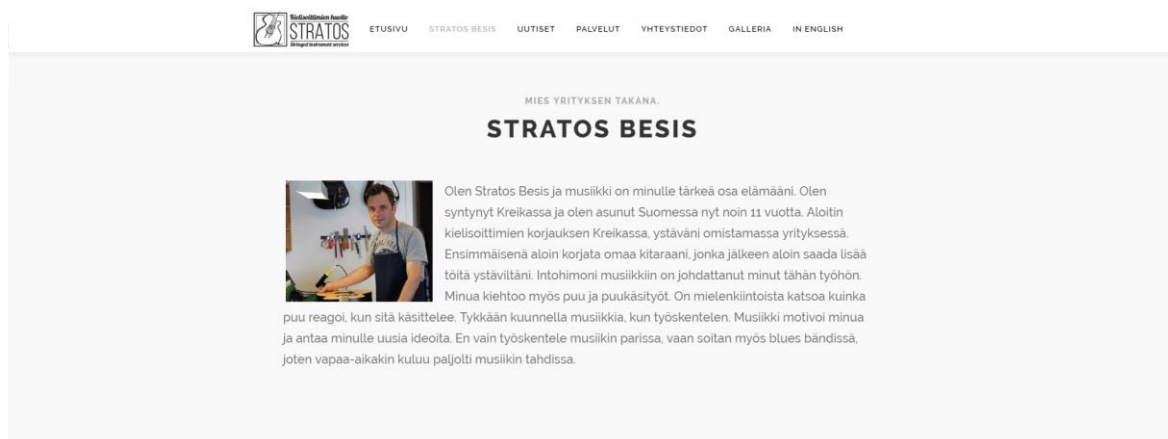 Kielisoittimien huolto
STRATOS
Stringed instrument services
ETUSIVU STRATOS BESIS UUTISET PALVELUT YHTEYSTIEDOT GALLERIA IN ENGLISH
MIES YRITYKSEN TAKANA.
STRATOS BESIS
Olen Stratos Besis ja musiikki on minulle tärkeä osa elämääni. Olen
syntynyt Kreikassa ja olen asunut Suomessa nyt noin 11 vuotta. Aloitin
kielisoittimien korjauksen Kreikassa, ystäväni omistamassa yrityksessä.
Ensimmäisenä aloin korjata omaa kitaraani, jonka jälkeen aloin saada lisää
töitä ystäviltäni. Intohimoni musiikkiin on johdattanut minut tähän työhön.
Minua kiehtoo myös puu ja puukäsityöt. On mielenkiintoista katsoa kuinka
puu reagoi, kun sitä käsittelee. Tykkään kuunnella musiikkia, kun työskentelen. Musiikki motivoi minua
ja antaa minulle uusia ideoita. En vain työskentele musiikin parissa, vaan soitan myös blues bändissä,
joten vapaa-aikakin kuluu paljolti musiikin tahdissa.